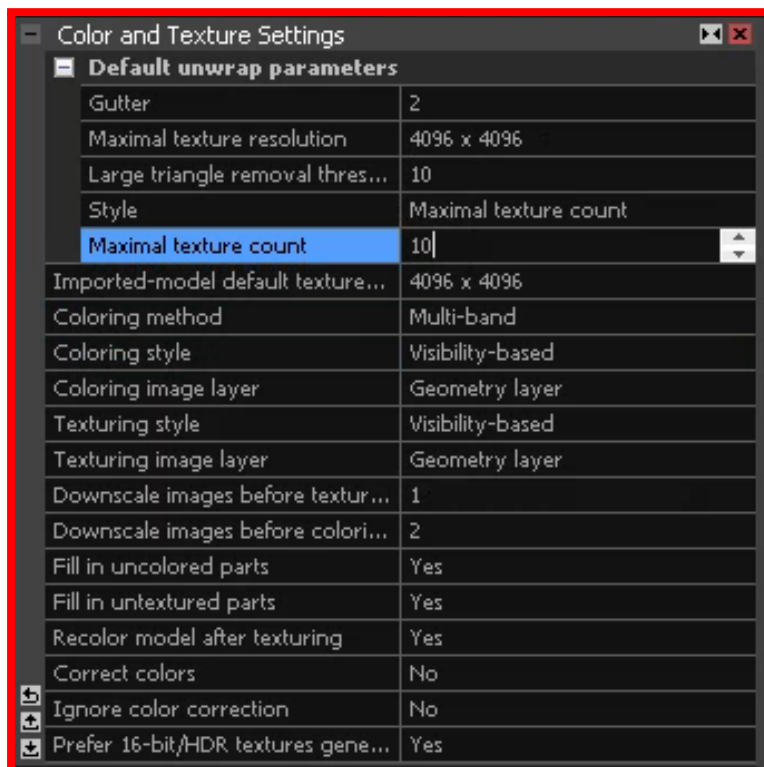 Color and Texture Settings
Default unwrap parameters
Gutter 2
Maximal texture resolution 4096 x 4096
Large triangle removal thres... 10
Style Maximal texture count
Maximal texture count 10
Imported-model default texture... 4096 x 4096
Coloring method Multi-band
Coloring style Visibility-based
Coloring image layer Geometry layer
Texturing style Visibility-based
Texturing image layer Geometry layer
Downscale images before textur... 1
Downscale images before colori... 2
Fill in uncolored parts Yes
Fill in untextured parts Yes
Recolor model after texturing Yes
Correct colors No
Ignore color correction No
Prefer 16-bit/HDR textures gene... Yes